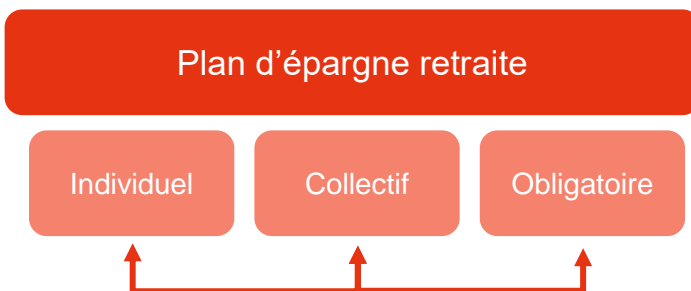 Plan d'épargne retraite
Individuel
Collectif
Obligatoire